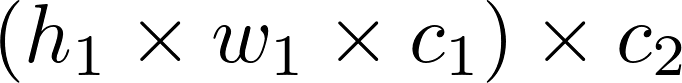 (h₁ × w₁ × c₁) × c₂